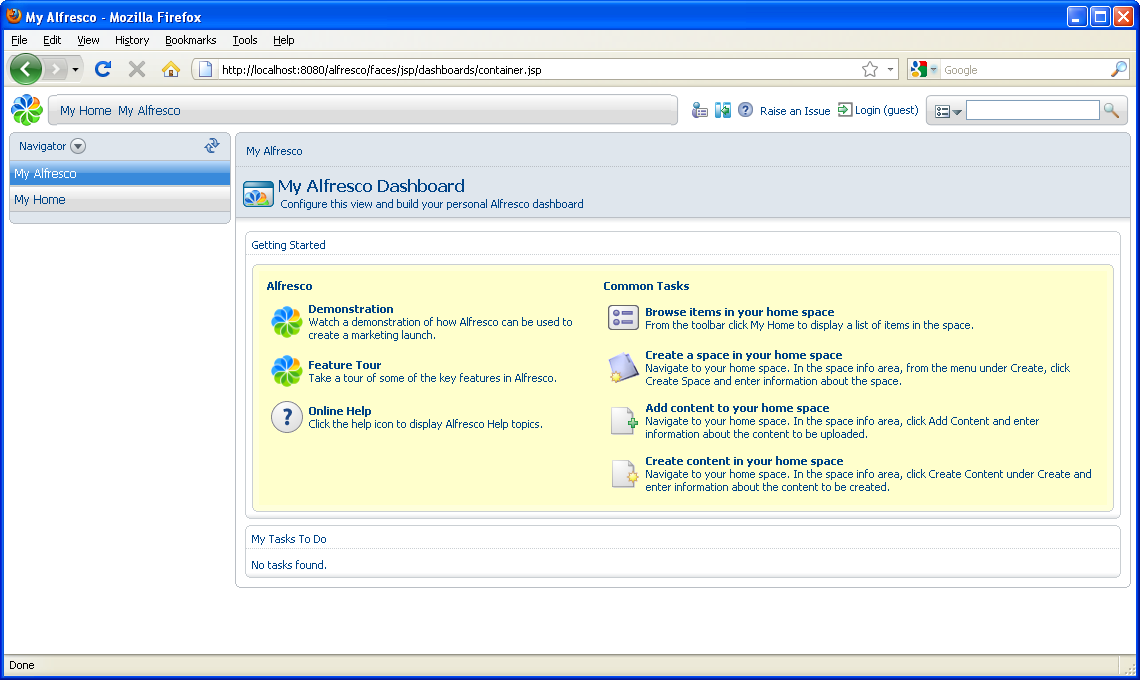 My Alfresco - Mozilla Firefox
File Edit View History Bookmarks Tools Help
http://localhost:8080/alfresco/faces/jsp/dashboards/container.jsp
Google
My Home My Alfresco
Raise an Issue Login (guest)
Navigator
My Alfresco
My Home
My Alfresco
My Alfresco Dashboard
Configure this view and build your personal Alfresco dashboard
Getting Started
Alfresco
Demonstration
Watch a demonstration of how Alfresco can be used to
create a marketing launch.
Feature Tour
Take a tour of some of the key features in Alfresco.
Online Help
Click the help icon to display Alfresco Help topics.
Common Tasks
Browse items in your home space
From the toolbar click My Home to display a list of items in the space.
Create a space in your home space
Navigate to your home space. In the space info area, from the menu under Create, click
Create Space and enter information about the space.
Add content to your home space
Navigate to your home space. In the space info area, click Add Content and enter
information about the content to be uploaded.
Create content in your home space
Navigate to your home space. In the space info area, click Create Content under Create and
enter information about the content to be created.
My Tasks To Do
No tasks found.
Done